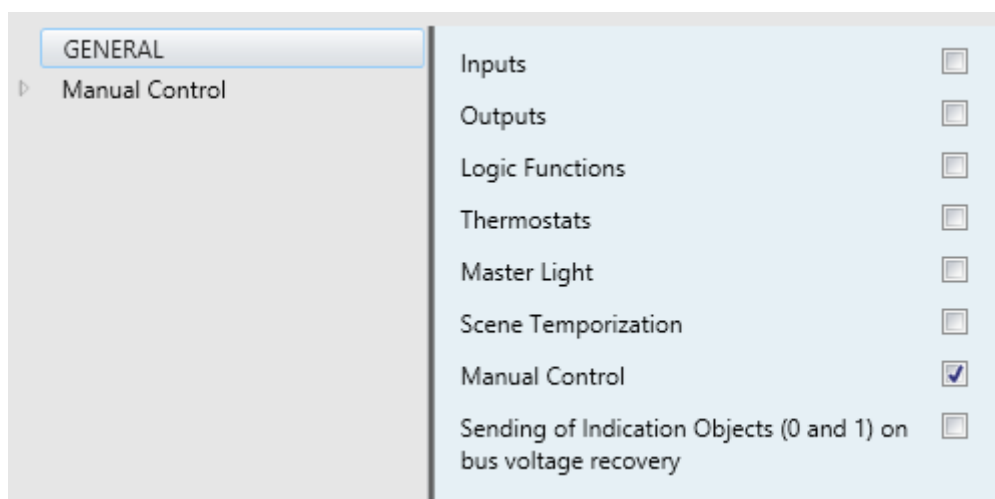 GENERAL
Manual Control
Inputs
Outputs
Logic Functions
Thermostats
Master Light
Scene Temporization
Manual Control
Sending of Indication Objects (0 and 1) on
bus voltage recovery